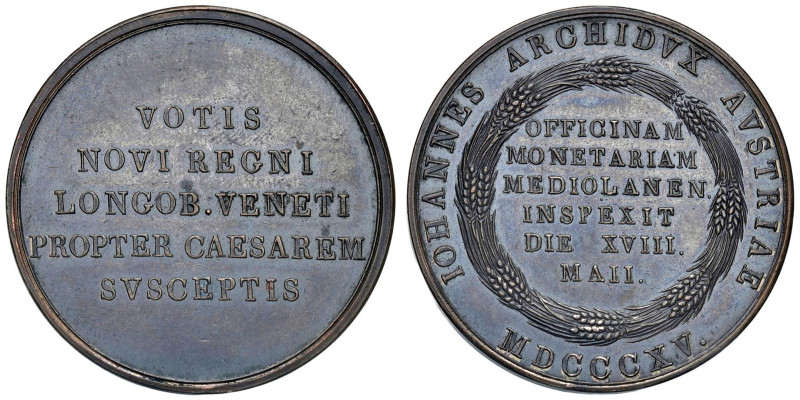 VOTIS
NOVI REGNI
LONGOB. VENETI
PROPTER CAESAREM
SVSCEPTIS
IOHANNES ARCHIDVX AVSTRIAE
OFFICINAM
MONETARIAM
MEDIOLANEN.
INSPEXIT
DIE XVIII.
MAII.
MDCCCXV.